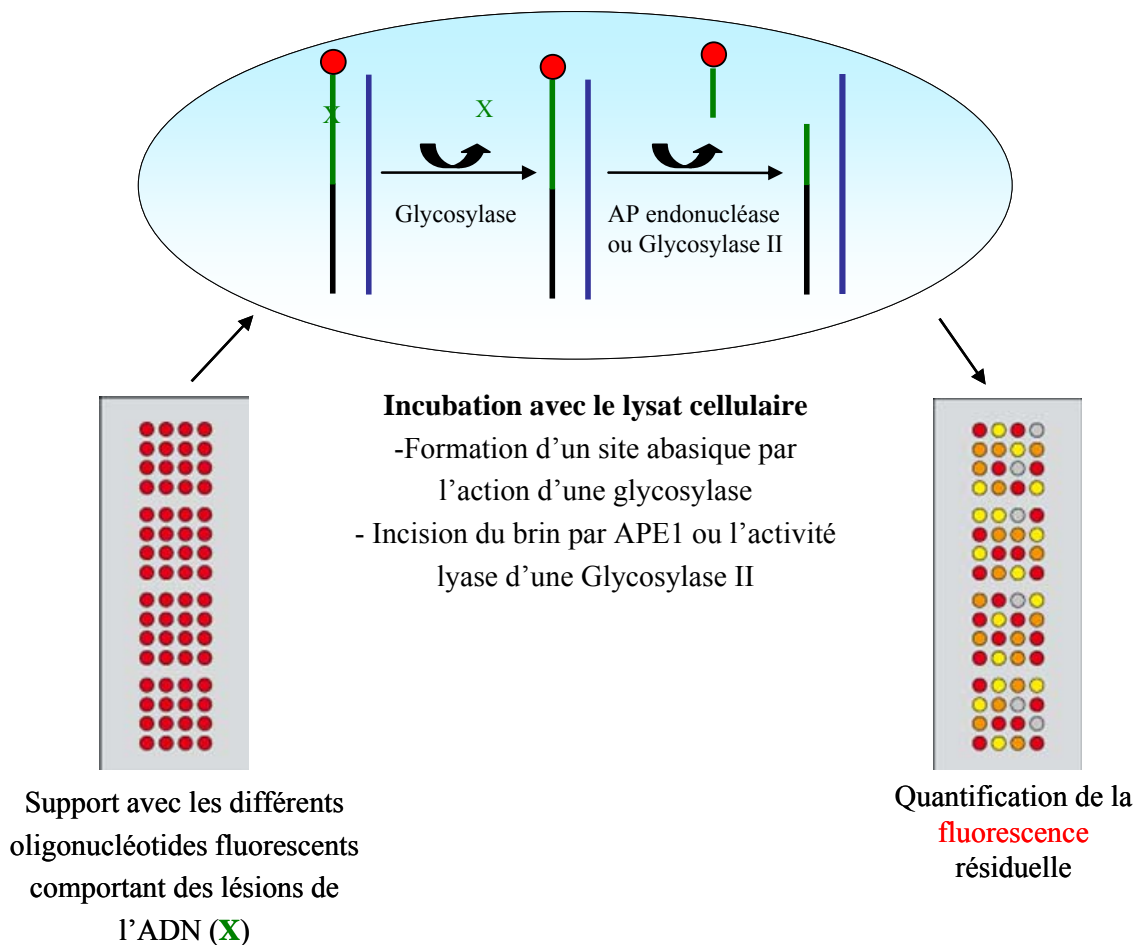 X
X
Glycosylase
AP endonucléase
ou Glycosylase II
Incubation avec le lysat cellulaire
-Formation d'un site abasique par
l'action d'une glycosylase
- Incision du brin par APE1 ou l'activité
lyase d'une Glycosylase II
Support avec les différents
oligonucléotides fluorescents
comportant des lésions de
l'ADN (X)
Quantification de la
fluorescence
résiduelle